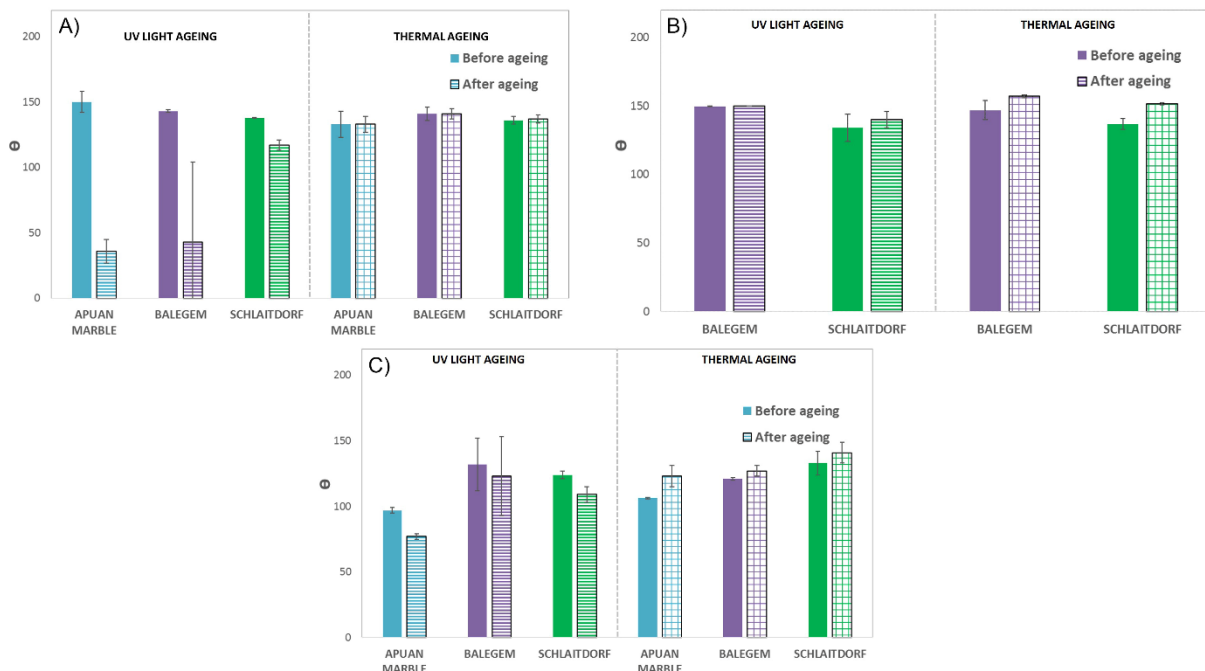 A)
UV LIGHT AGEING
THERMAL AGEING
Before ageing
After ageing
200
150
100
50
0
Ɵ
APUAN MARBLE
BALEGEM
SCHLAITDORF
APUAN MARBLE
BALEGEM
SCHLAITDORF
B)
UV LIGHT AGEING
THERMAL AGEING
Before ageing
After ageing
200
150
100
50
0
Ɵ
BALEGEM
SCHLAITDORF
BALEGEM
SCHLAITDORF
C)
UV LIGHT AGEING
THERMAL AGEING
Before ageing
After ageing
200
150
100
50
0
Ɵ
APUAN
MARBLE
BALEGEM
SCHLAITDORF
APUAN
MARBLE
BALEGEM
SCHLAITDORF